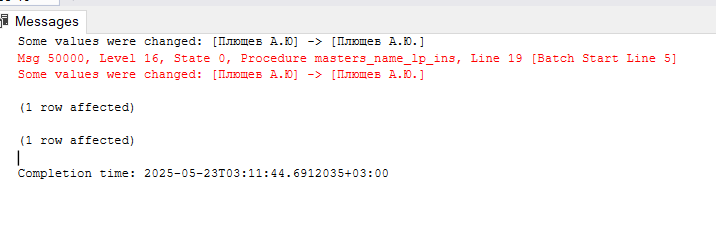 Messages
Some values were changed: [Плющев А.Ю] -> [Плющев А.Ю.]
Msg 50000, Level 16, State 0, Procedure masters_name_lp_ins, Line 19 [Batch Start Line 5]
Some values were changed: [Плющев А.Ю] -> [Плющев А.Ю.]
(1 row affected)
(1 row affected)
Completion time: 2025-05-23T03:11:44.6912035+03:00